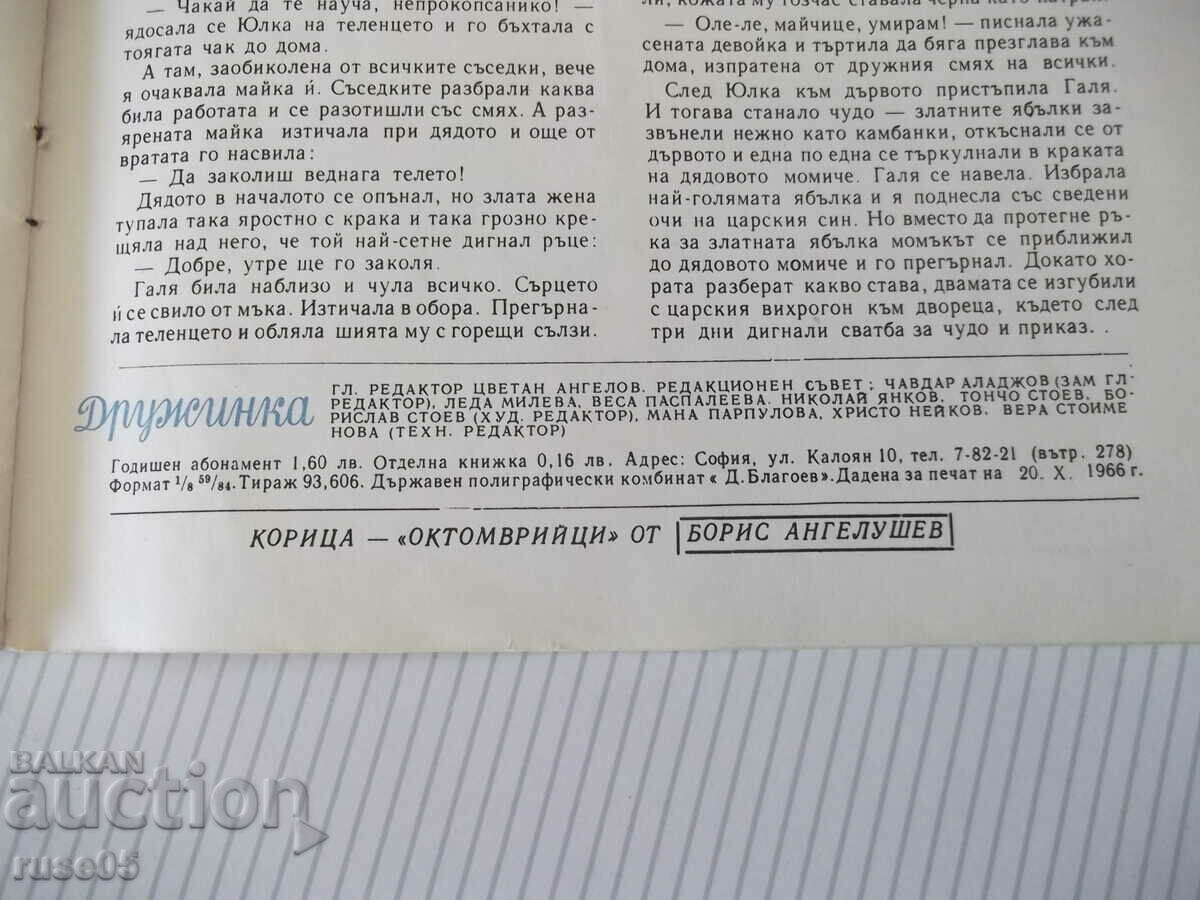 — Чакай да те науча, непрокопсанико! —
ядосала се Юлка на теленцето и го бъхтала с
тоягата чак до дома.
А там, заобиколена от всичките съседки, вече
я очаквала майка ѝ. Съседките разбрали каква
била работата и се разотишли със смях. А раз-
ярената майка изтичала при дядото и още от
вратата го насвила:
— Да заколиш веднага телето!
Дядото в началото се опънал, но злата жена
тупала така яростно с крака и така грозно кре-
щяла над него, че той най-сетне дигнал ръце:
— Добре, утре ще го заколя.
Галя била наблизо и чула всичко. Сърцето
ѝ се свило от мъка. Изтичала в обора. Прегърна-
ла теленцето и обляла шията му с горещи сълзи.
ли, кожата му тозчас ставала черна като
— Оле-ле, майчице, умирам! — писнала ужа-
сената девойка и търтила да бяга презглава към
дома, изпратена от дружния смях на всички.
След Юлка към дървото пристъпила Галя.
И тогава станало чудо — златните ябълки за-
звънели нежно като камбанки, откъснали се от
дървото и една по една се търкулнали в краката
на дядовото момиче. Галя се навела. Избрала
най-голямата ябълка и я поднесла със сведени
очи на царския син. Но вместо да протегне ръ-
ка за златната ябълка момъкът се приближил
до дядовото момиче и го прегърнал. Докато хо-
рата разберат какво става, двамата се изгубили
с царския вихрогон към двореца, където след
три дни дигнали сватба за чудо и приказ. .
Дружинка
ГЛ. РЕДАКТОР ЦВЕТАН АНГЕЛОВ. РЕДАКЦИОНЕН СЪВЕТ: ЧАВДАР АЛАДЖОВ (ЗАМ ГЛ-
РЕДАКТОР), ЛЕДА МИЛЕВА, ВЕСА ПАСПАЛЕЕВА. НИКОЛАЙ ЯНКОВ, ТОНЧО СТОЕВ, БО-
РИСЛАВ СТОЕВ (ХУД. РЕДАКТОР), МАНА ПАРПУЛОВА, ХРИСТО НЕЙКОВ, ВЕРА СТОИМЕ
НОВА (ТЕХН. РЕДАКТОР)
Годишен абонамент 1,60 лв. Отделна книжка 0,16 лв. Адрес: София, ул. Калоян 10, тел. 7-82-21 (вътр. 278)
Формат 1/8 59/84. Тираж 93,606. Държавен полиграфически комбинат « Д. Благоев». Дадена за печат на 20. X. 1966 г.
КОРИЦА — «ОКТОМВРИЙЦИ» ОТ БОРИС АНГЕЛУШЕВ
BALKAN
auction
ruse05